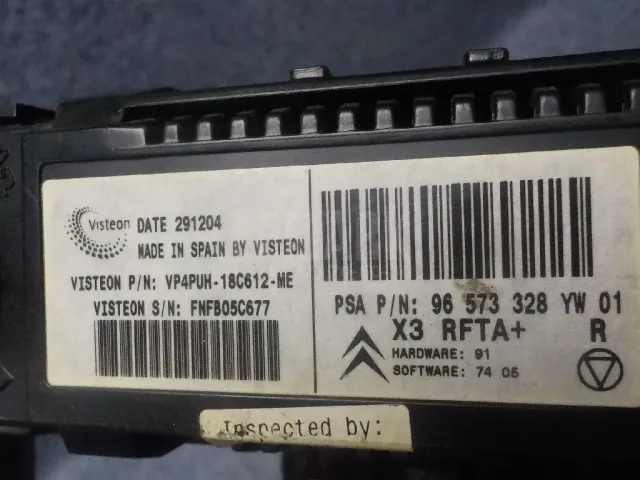 Visteon
DATE 291204
MADE IN SPAIN BY VISTEON
VISTEON P/N: VP4PUH-18C612-ME
VISTEON S/N: FNFB05C677
PSA P/N: 96 573 328 YW 01
X3 RFTA+ R
HARDWARE: 91
SOFTWARE: 74 05
Inspected by: